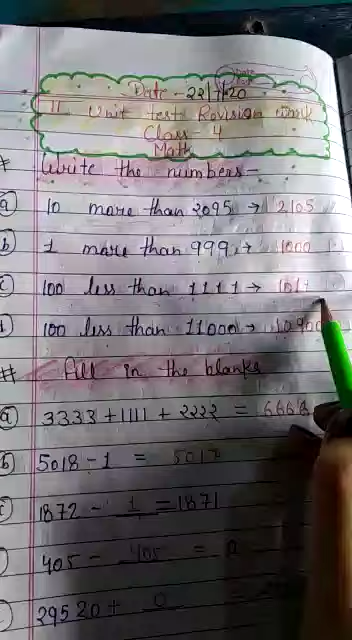 Date - 22/7/20
II Unit test Revision work
Class - 4
Math
# Write the numbers -
a 10 more than 2095 → 2105
b 1 more than 999 → 1000
c 100 less than 1111 → 1011
d 100 less than 11000 → 10900
# Fill in the blanks
a 3333 + 1111 + 2222 = 6666
b 5018 - 1 = 5017
c 1872 - 1 = 1871
405 - 405 = 0
29520 + 0 =